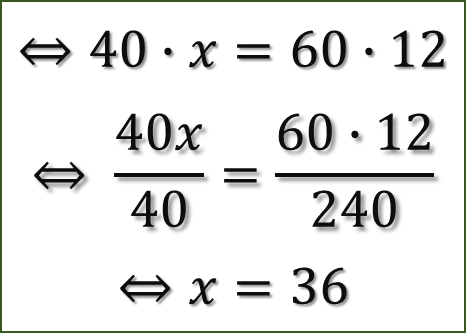 ⇔ 40 · x = 60 · 12
⇔ 40x/40 = 60 · 12/240
⇔ x = 36